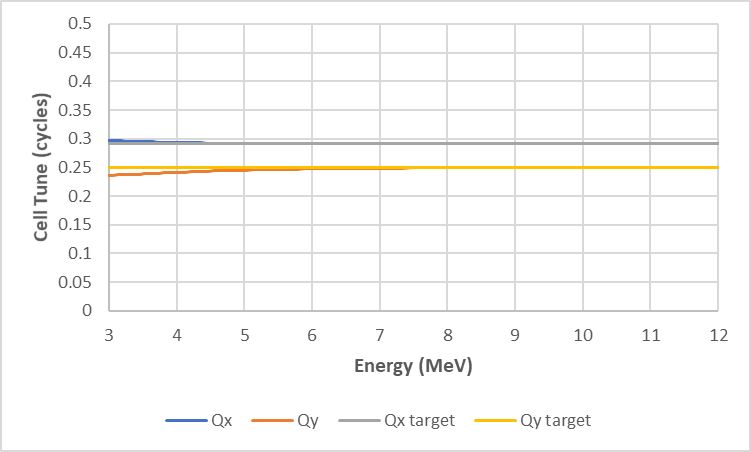 0.5
0.45
0.4
0.35
0.3
0.25
0.2
0.15
0.1
0.05
0
Cell Tune (cycles)
3 4 5 6 7 8 9 10 11 12
Energy (MeV)
Qx Qy Qx target Qy target